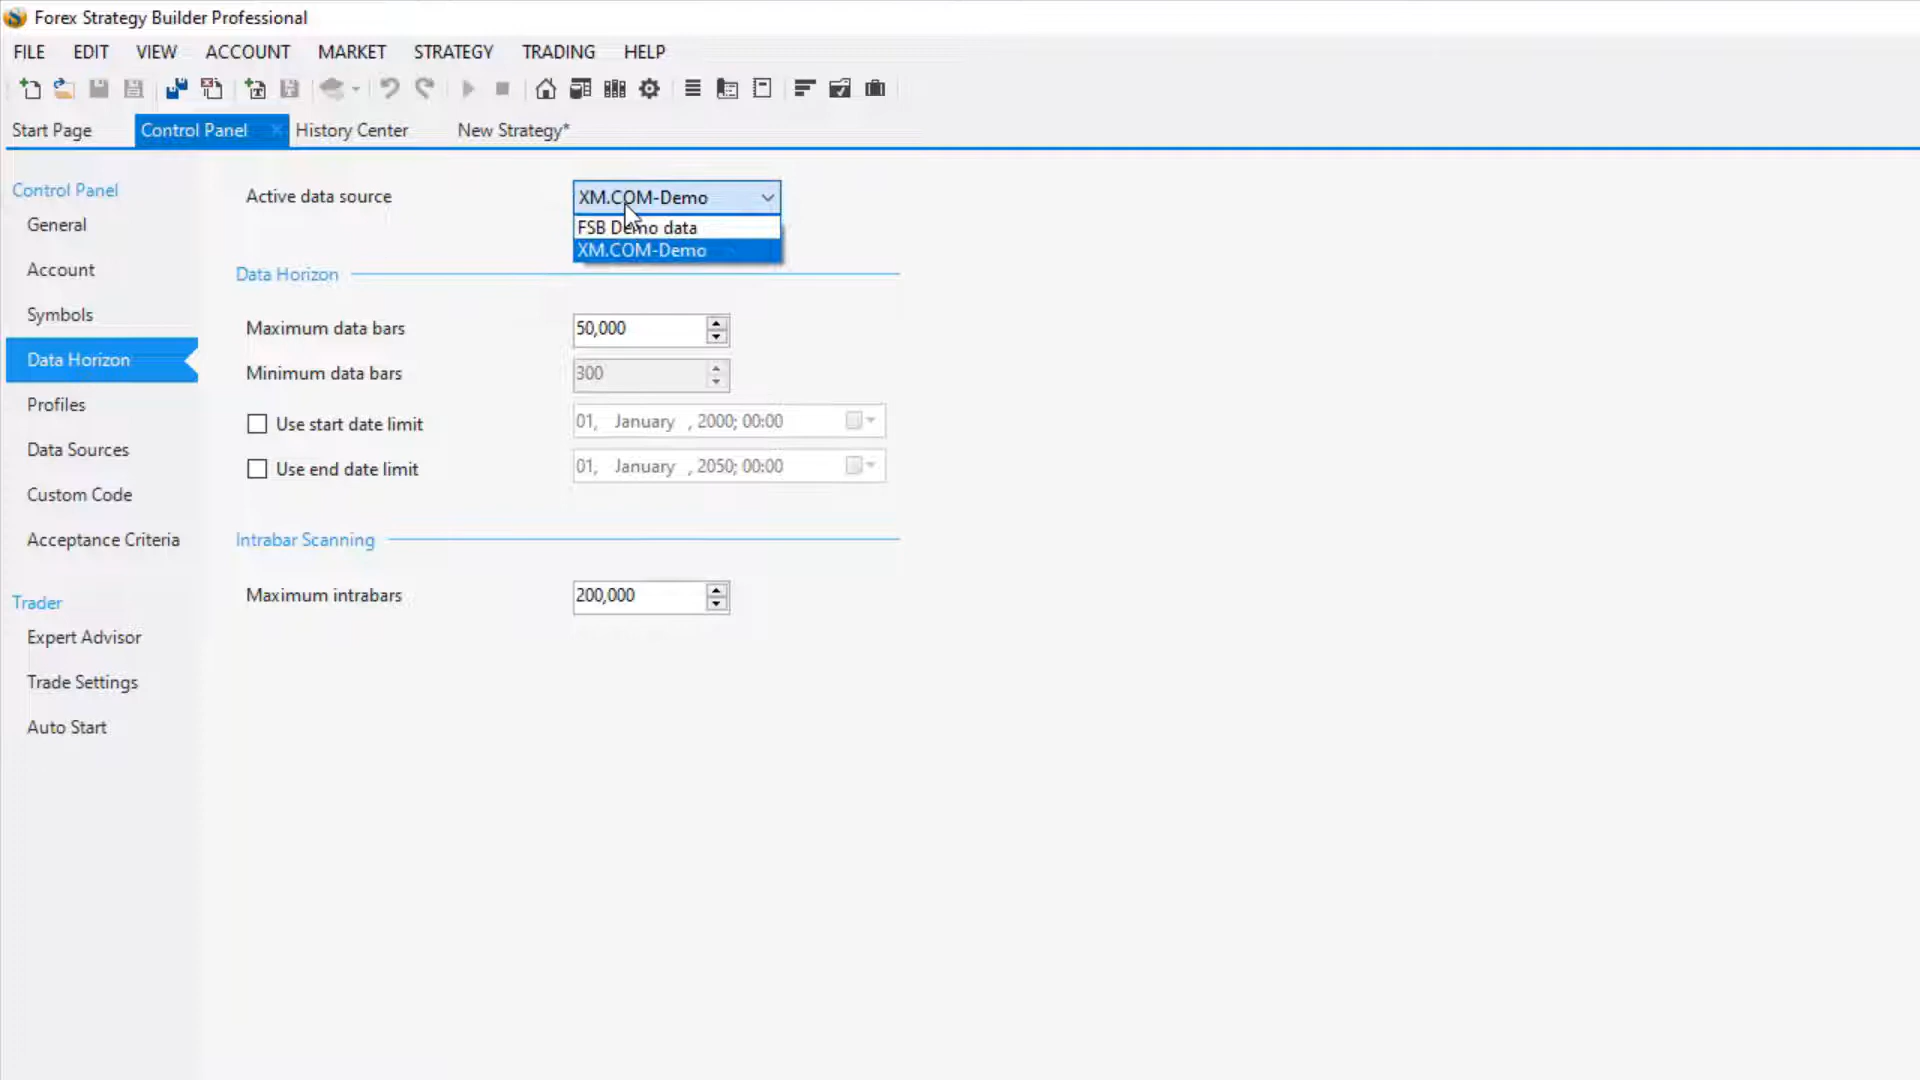 Forex Strategy Builder Professional
FILE EDIT VIEW ACCOUNT MARKET STRATEGY TRADING HELP
Start Page Control Panel History Center New Strategy*
Control Panel
General
Account
Symbols
Data Horizon
Profiles
Data Sources
Custom Code
Acceptance Criteria
Trader
Expert Advisor
Trade Settings
Auto Start
Active data source XM.COM-Demo
FSB Demo data
XM.COM-Demo
Data Horizon
Maximum data bars 50,000
Minimum data bars 300
Use start date limit 01, January , 2000; 00:00
Use end date limit 01, January , 2050; 00:00
Intrabar Scanning
Maximum intrabars 200,000